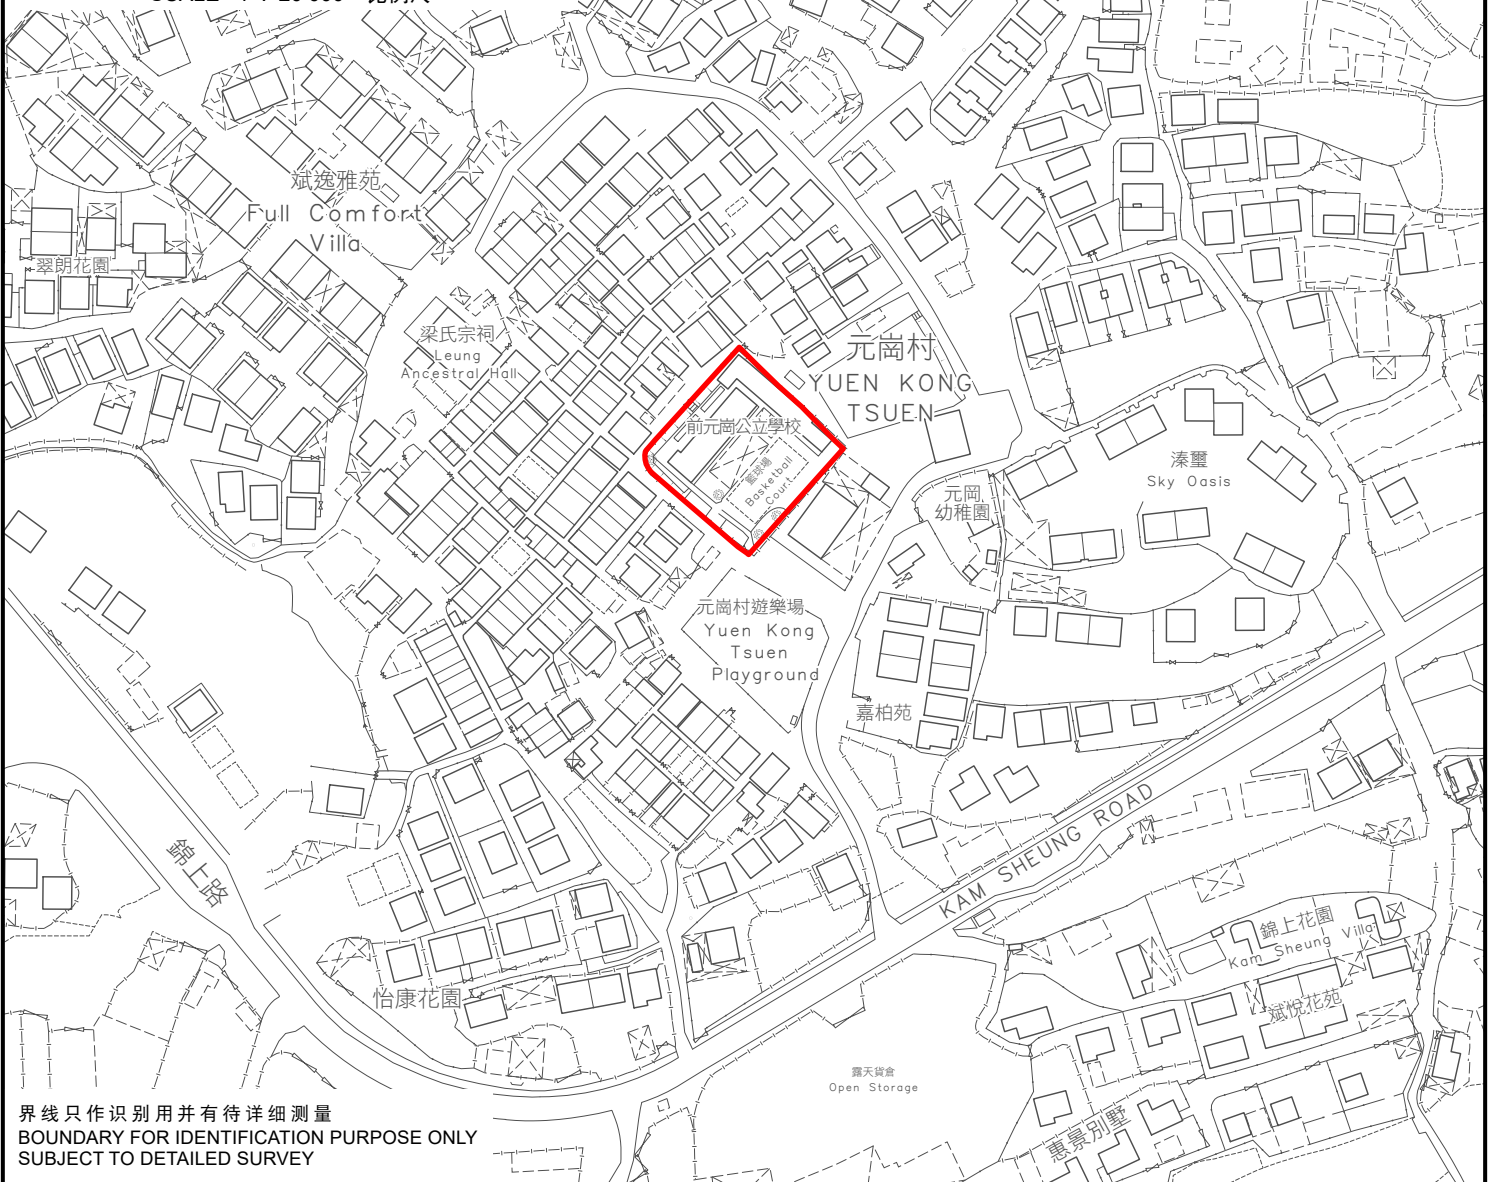 斌逸雅苑
Full Comfort
Villa
翠朗花園
梁氏宗祠
Leung
Ancestral Hall
元崗村
YUEN KONG
TSUEN
前元崗公立學校
籃球場
Basketball
Court
溱璽
Sky Oasis
元岡
幼稚園
元崗村遊樂場
Yuen Kong
Tsuen
Playground
嘉柏苑
錦上路
KAM SHEUNG ROAD
錦上花園
Kam Sheung Villa
斌悅花苑
怡康花園
露天貨倉
Open Storage
惠景別墅
界线只作识别用并有待详细测量
BOUNDARY FOR IDENTIFICATION PURPOSE ONLY
SUBJECT TO DETAILED SURVEY